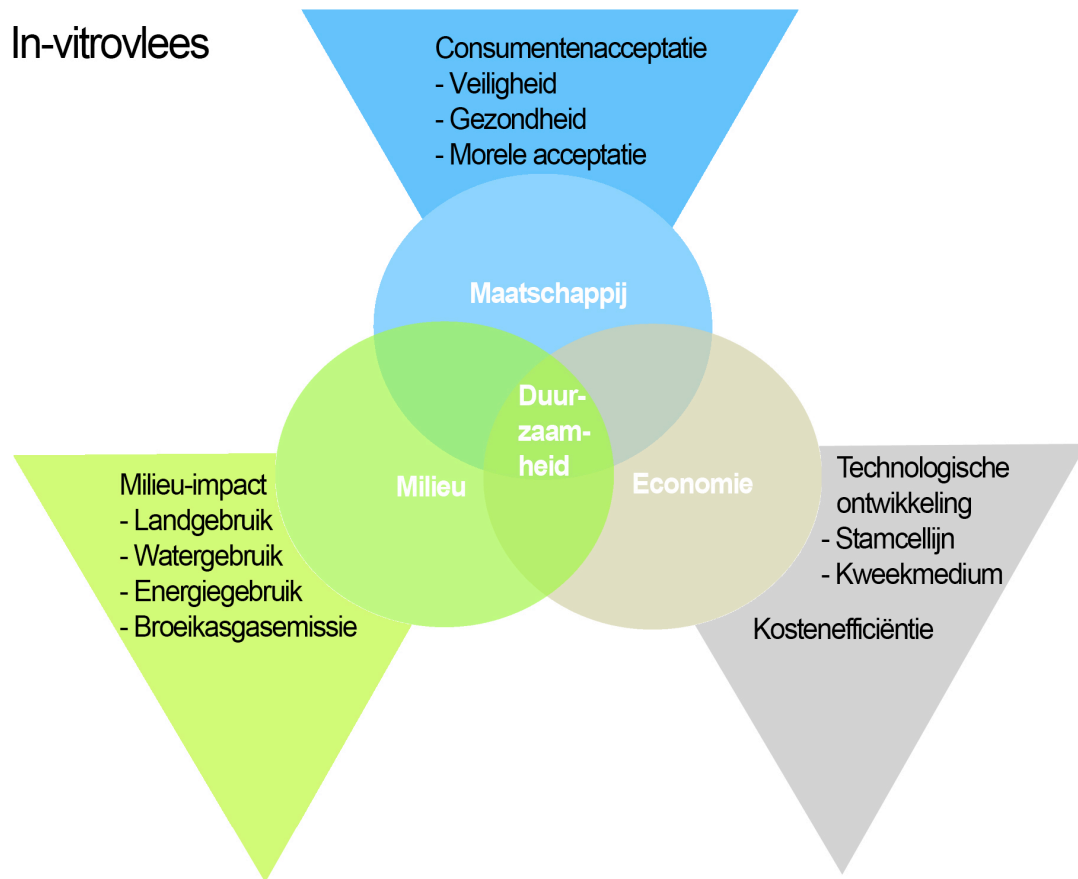 In-vitrovlees
Consumentenacceptatie
- Veiligheid
- Gezondheid
- Morele acceptatie
Maatschappij
Duur-
zaam-
heid
Milieu
Economie
Milieu-impact
- Landgebruik
- Watergebruik
- Energiegebruik
- Broeikasgasemissie
Technologische
ontwikkeling
- Stamcellijn
- Kweekmedium
Kostenefficiëntie